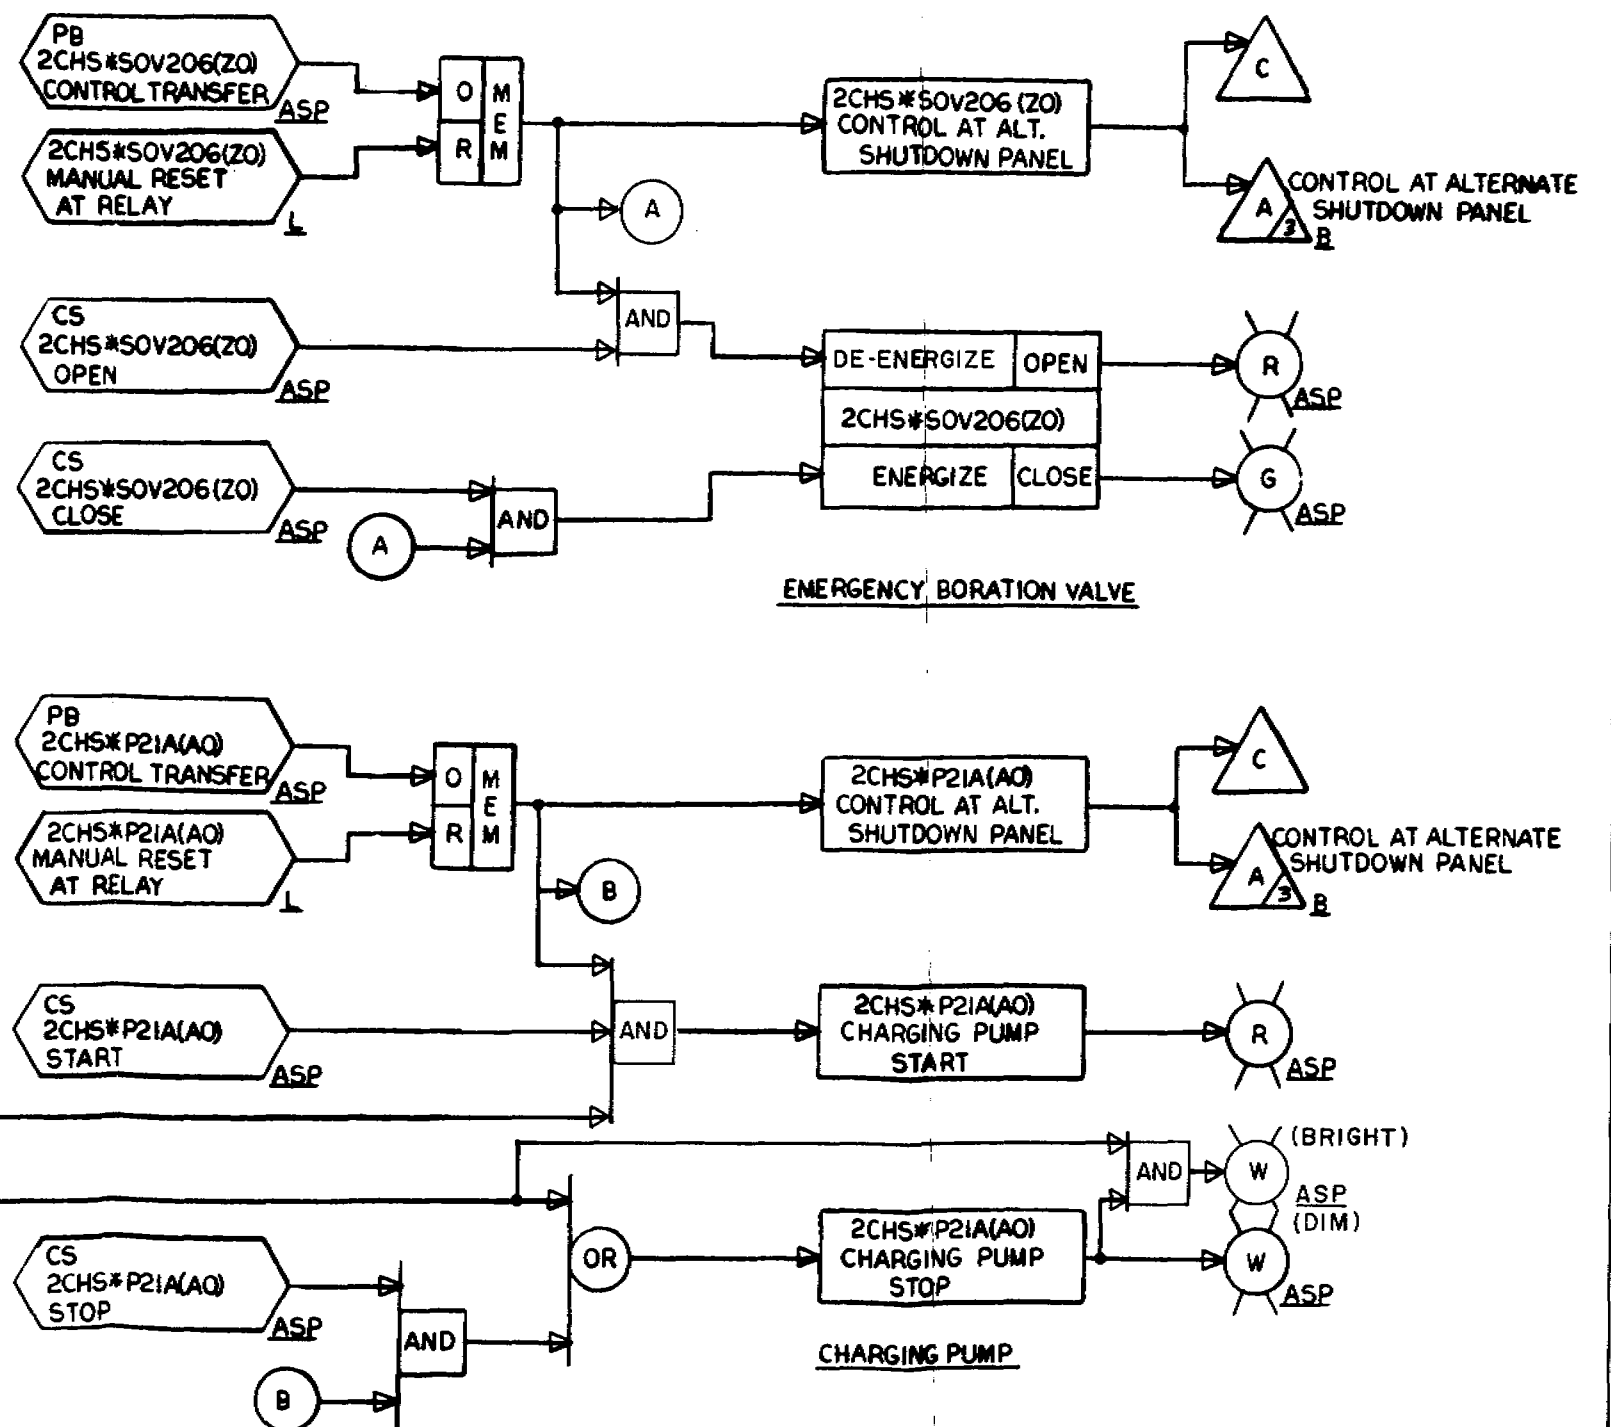 PB
2CHS*SOV206(ZO)
CONTROL TRANSFER
ASP
2CHS*SOV206(ZO)
MANUAL RESET
AT RELAY
L
O
R
M
E
M
A
2CHS*SOV206(ZO)
CONTROL AT ALT.
SHUTDOWN PANEL
C
A
3
B
CONTROL AT ALTERNATE
SHUTDOWN PANEL
CS
2CHS*SOV206(ZO)
OPEN
ASP
AND
DE-ENERGIZE
OPEN
2CHS*SOV206(ZO)
ENERGIZE
CLOSE
R
ASP
G
ASP
CS
2CHS*SOV206(ZO)
CLOSE
ASP
A
AND
EMERGENCY BORATION VALVE
PB
2CHS*P21A(AO)
CONTROL TRANSFER
ASP
2CHS*P21A(AO)
MANUAL RESET
AT RELAY
L
O
R
M
E
M
B
2CHS*P21A(AO)
CONTROL AT ALT.
SHUTDOWN PANEL
C
A
3
B
CONTROL AT ALTERNATE
SHUTDOWN PANEL
CS
2CHS*P21A(AO)
START
ASP
AND
2CHS*P21A(AO)
CHARGING PUMP
START
R
ASP
AND
W
(BRIGHT)
ASP
(DIM)
W
ASP
CS
2CHS*P21A(AO)
STOP
ASP
B
AND
OR
2CHS*P21A(AO)
CHARGING PUMP
STOP
CHARGING PUMP